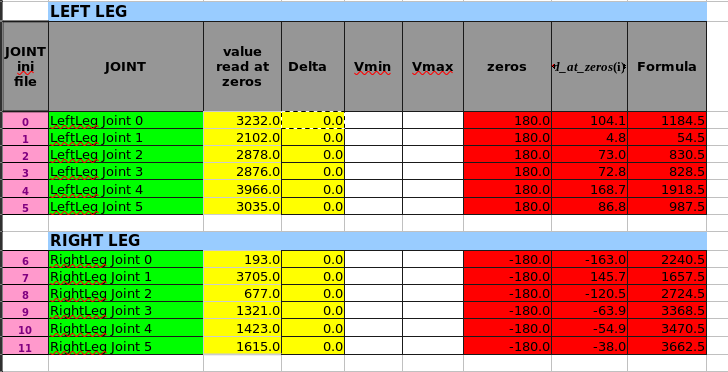 LEFT LEG
JOINT ini file JOINT value read at zeros Delta Vmin Vmax zeros d_at_zeros(i) Formula
0 LeftLeg Joint 0 3232.0 0.0 180.0 104.1 1184.5
1 LeftLeg Joint 1 2102.0 0.0 180.0 4.8 54.5
2 LeftLeg Joint 2 2878.0 0.0 180.0 73.0 830.5
3 LeftLeg Joint 3 2876.0 0.0 180.0 72.8 828.5
4 LeftLeg Joint 4 3966.0 0.0 180.0 168.7 1918.5
5 LeftLeg Joint 5 3035.0 0.0 180.0 86.8 987.5
RIGHT LEG
6 RightLeg Joint 0 193.0 0.0 -180.0 -163.0 2240.5
7 RightLeg Joint 1 3705.0 0.0 -180.0 145.7 1657.5
8 RightLeg Joint 2 677.0 0.0 -180.0 -120.5 2724.5
9 RightLeg Joint 3 1321.0 0.0 -180.0 -63.9 3368.5
10 RightLeg Joint 4 1423.0 0.0 -180.0 -54.9 3470.5
11 RightLeg Joint 5 1615.0 0.0 -180.0 -38.0 3662.5